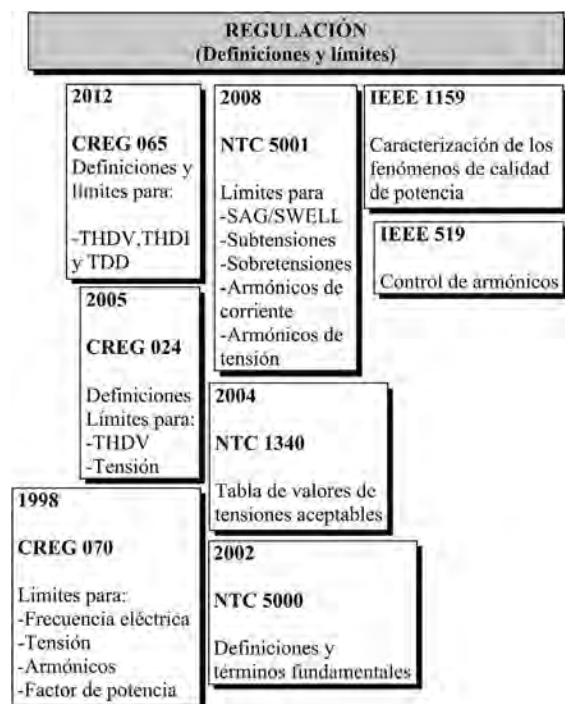 REGULACIÓN
(Definiciones y límites)
2012
CREG 065
Definiciones y
límites para:
-THDV,THDI
y TDD
2005
CREG 024
Definiciones
Límites para:
-THDV
-Tensión
1998
CREG 070
Límites para:
-Frecuencia eléctrica
-Tensión
-Armónicos
-Factor de potencia
2008
NTC 5001
Límites para
-SAG/SWELL
-Subtensiones
-Sobretensiones
-Armónicos de
corriente
-Armónicos de
tensión
2004
NTC 1340
Tabla de valores de
tensiones aceptables
2002
NTC 5000
Definiciones y
términos fundamentales
IEEE 1159
Caracterización de los
fenómenos de calidad
de potencia
IEEE 519
Control de armónicos